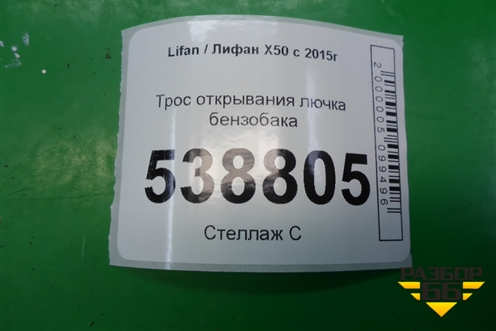 Lifan / Лифан X50 с 2015г
Трос открывания лючка
бензобака
538805
Стеллаж С
2000005099496
РАЗБОР
66